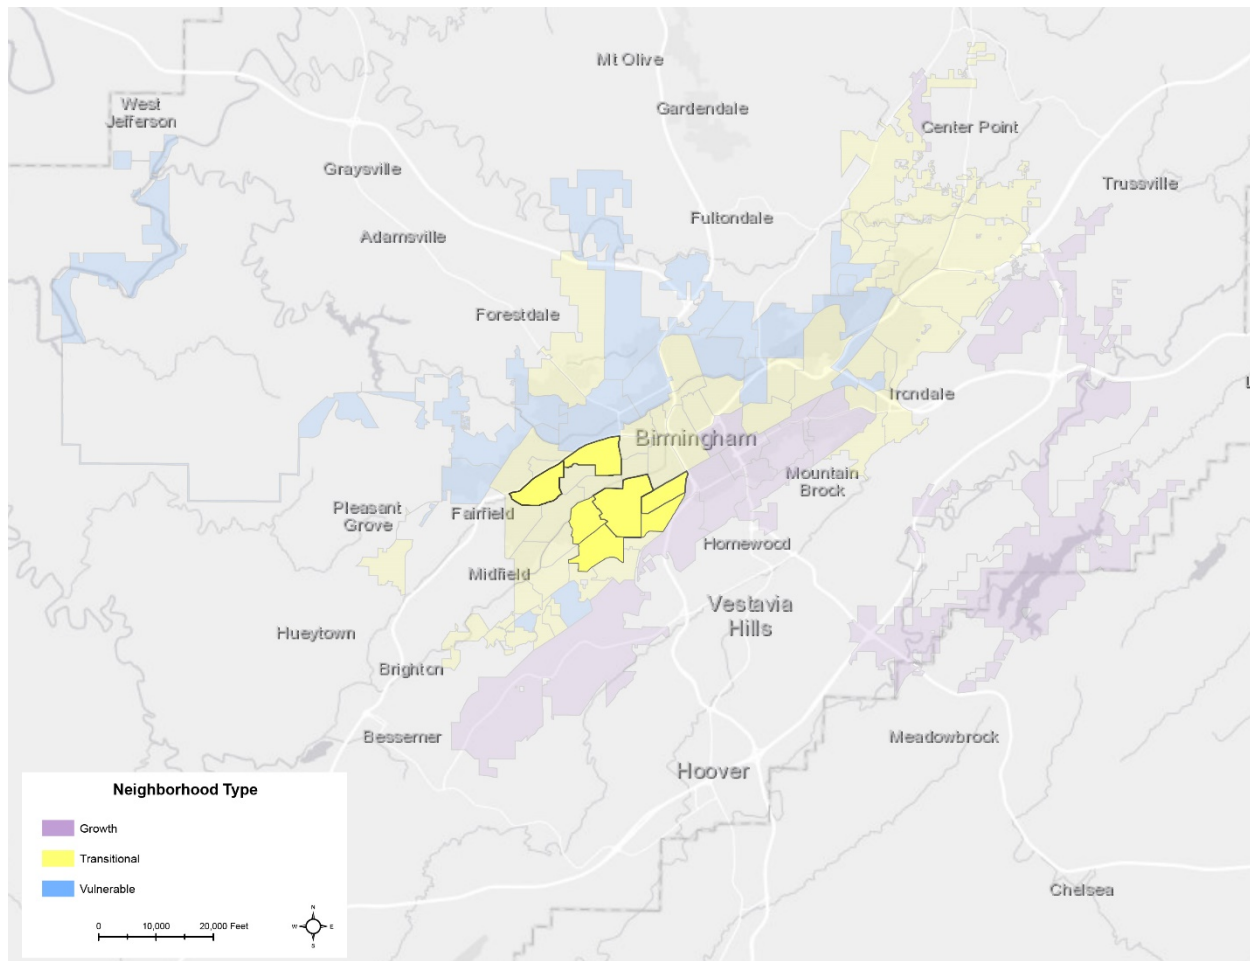 Mt Olive
West
Jefferson
Gardendale
Center Point
Graysville
Trussville
Fultondale
Adamsville
Forestdale
Irondale
Birmingham
Mountain
Brock
Pleasant
Grove
Fairfield
Homewood
Midfield
Vestavia
Hills
Hueytown
Brighton
Bessemer
Meadowbrock
Hoover
Chelsea
Neighborhood Type
Growth
Transitional
Vulnerable
0 10,000 20,000 Feet
N
W E
S